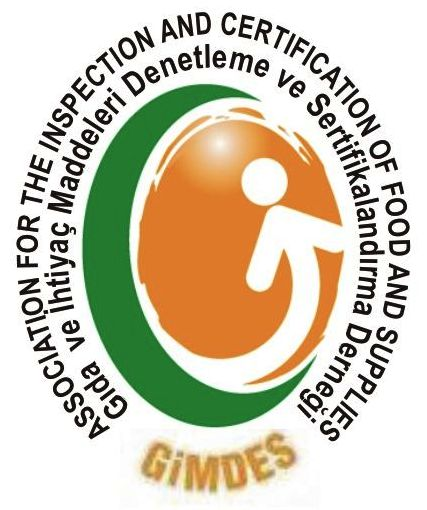 ASSOCIATION FOR THE INSPECTION AND CERTIFICATION OF FOOD AND SUPPLIES
Gıda ve İhtiyaç Maddeleri Denetleme ve Sertifikalandırma Derneği
GİMDES